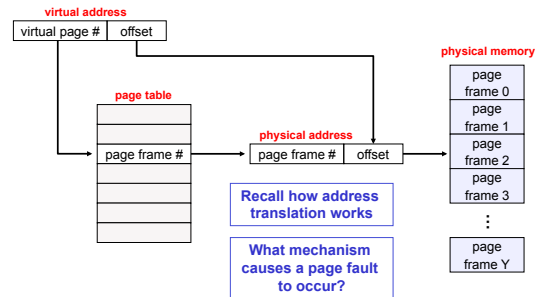 virtual address
virtual page #
offset
physical memory
page
frame 0
page table
page
frame 1
physical address
page frame #
page frame #
offset
page
frame 2
page
frame 3
Recall how address
translation works
⋮
What mechanism
causes a page fault
to occur?
page
frame Y